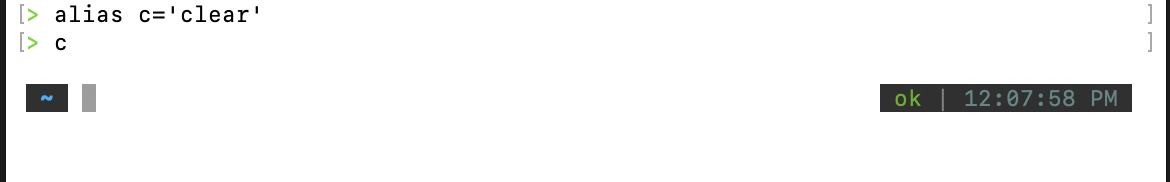 [> alias c='clear' ]
[> c ]
~ ok | 12:07:58 PM